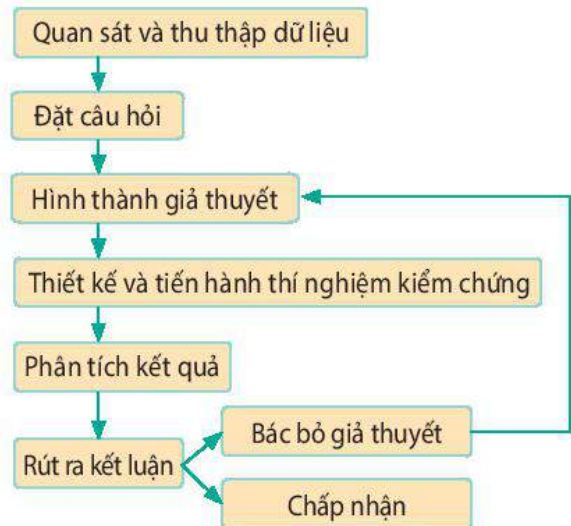 Quan sát và thu thập dữ liệu
Đặt câu hỏi
Hình thành giả thuyết
Thiết kế và tiến hành thí nghiệm kiểm chứng
Phân tích kết quả
Rút ra kết luận
Bác bỏ giả thuyết
Chấp nhận